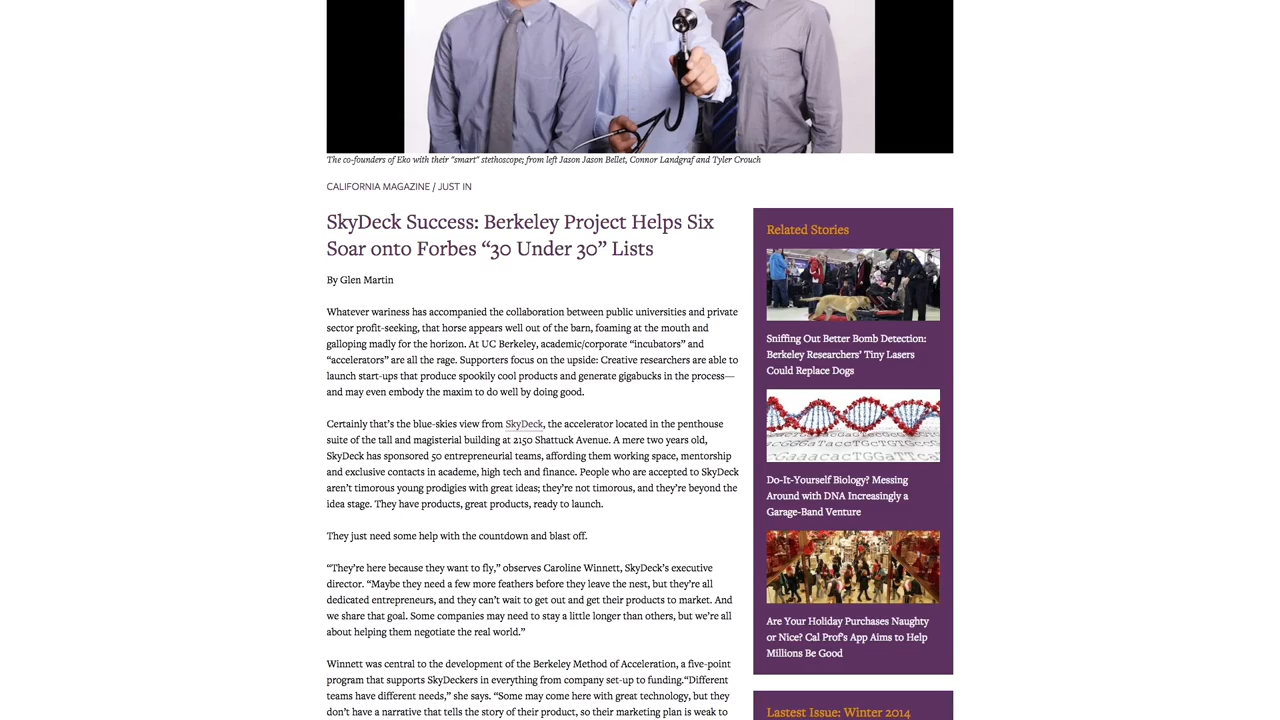 The co-founders of Eko with their "smart" stethoscope; from left Jason Jason Bellet, Connor Landgraf and Tyler Crouch
CALIFORNIA MAGAZINE / JUST IN
SkyDeck Success: Berkeley Project Helps Six
Soar onto Forbes “30 Under 30” Lists
By Glen Martin
Whatever wariness has accompanied the collaboration between public universities and private
sector profit-seeking, that horse appears well out of the barn, foaming at the mouth and
galloping madly for the horizon. At UC Berkeley, academic/corporate “incubators” and
“accelerators” are all the rage. Supporters focus on the upside: Creative researchers are able to
launch start-ups that produce spookily cool products and generate gigabucks in the process—
and may even embody the maxim to do well by doing good.
Certainly that’s the blue-skies view from SkyDeck, the accelerator located in the penthouse
suite of the tall and magisterial building at 2150 Shattuck Avenue. A mere two years old,
SkyDeck has sponsored 50 entrepreneurial teams, affording them working space, mentorship
and exclusive contacts in academe, high tech and finance. People who are accepted to SkyDeck
aren’t timorous young prodigies with great ideas; they’re not timorous, and they’re beyond the
idea stage. They have products, great products, ready to launch.
They just need some help with the countdown and blast off.
“They’re here because they want to fly,” observes Caroline Winnett, SkyDeck’s executive
director. “Maybe they need a few more feathers before they leave the nest, but they’re all
dedicated entrepreneurs, and they can’t wait to get out and get their products to market. And
we share that goal. Some companies may need to stay a little longer than others, but we’re all
about helping them negotiate the real world.”
Winnett was central to the development of the Berkeley Method of Acceleration, a five-point
program that supports SkyDeckers in everything from company set-up to funding.“Different
teams have different needs,” she says. “Some may come here with great technology, but they
don’t have a narrative that tells the story of their product, so their marketing plan is weak to
Related Stories
Sniffing Out Better Bomb Detection:
Berkeley Researchers’ Tiny Lasers
Could Replace Dogs
Do-It-Yourself Biology? Messing
Around with DNA Increasingly a
Garage-Band Venture
Are Your Holiday Purchases Naughty
or Nice? Cal Prof’s App Aims to Help
Millions Be Good
Lastest Issue: Winter 2014